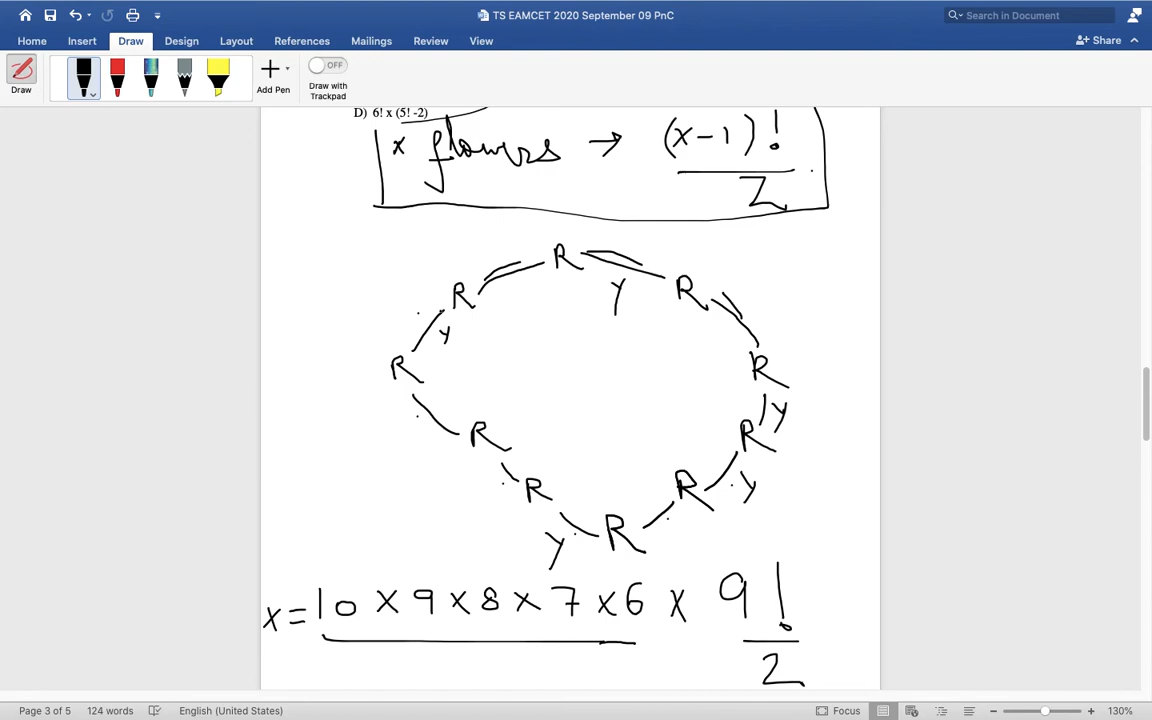 TS EAMCET 2020 September 09 PnC
Search in Document
Home Insert Draw Design Layout References Mailings Review View
Share
OFF
Draw
Add Pen
Draw with
Trackpad
D) 6! x (5! -2)
x flowers → (x-1)!
2
R
R
R
y
y
R
R
y
R
R
R
R
y
R
y
x = 10 × 9 × 8 × 7 × 6 × 9!
2
Page 3 of 5 124 words English (United States) Focus 130%